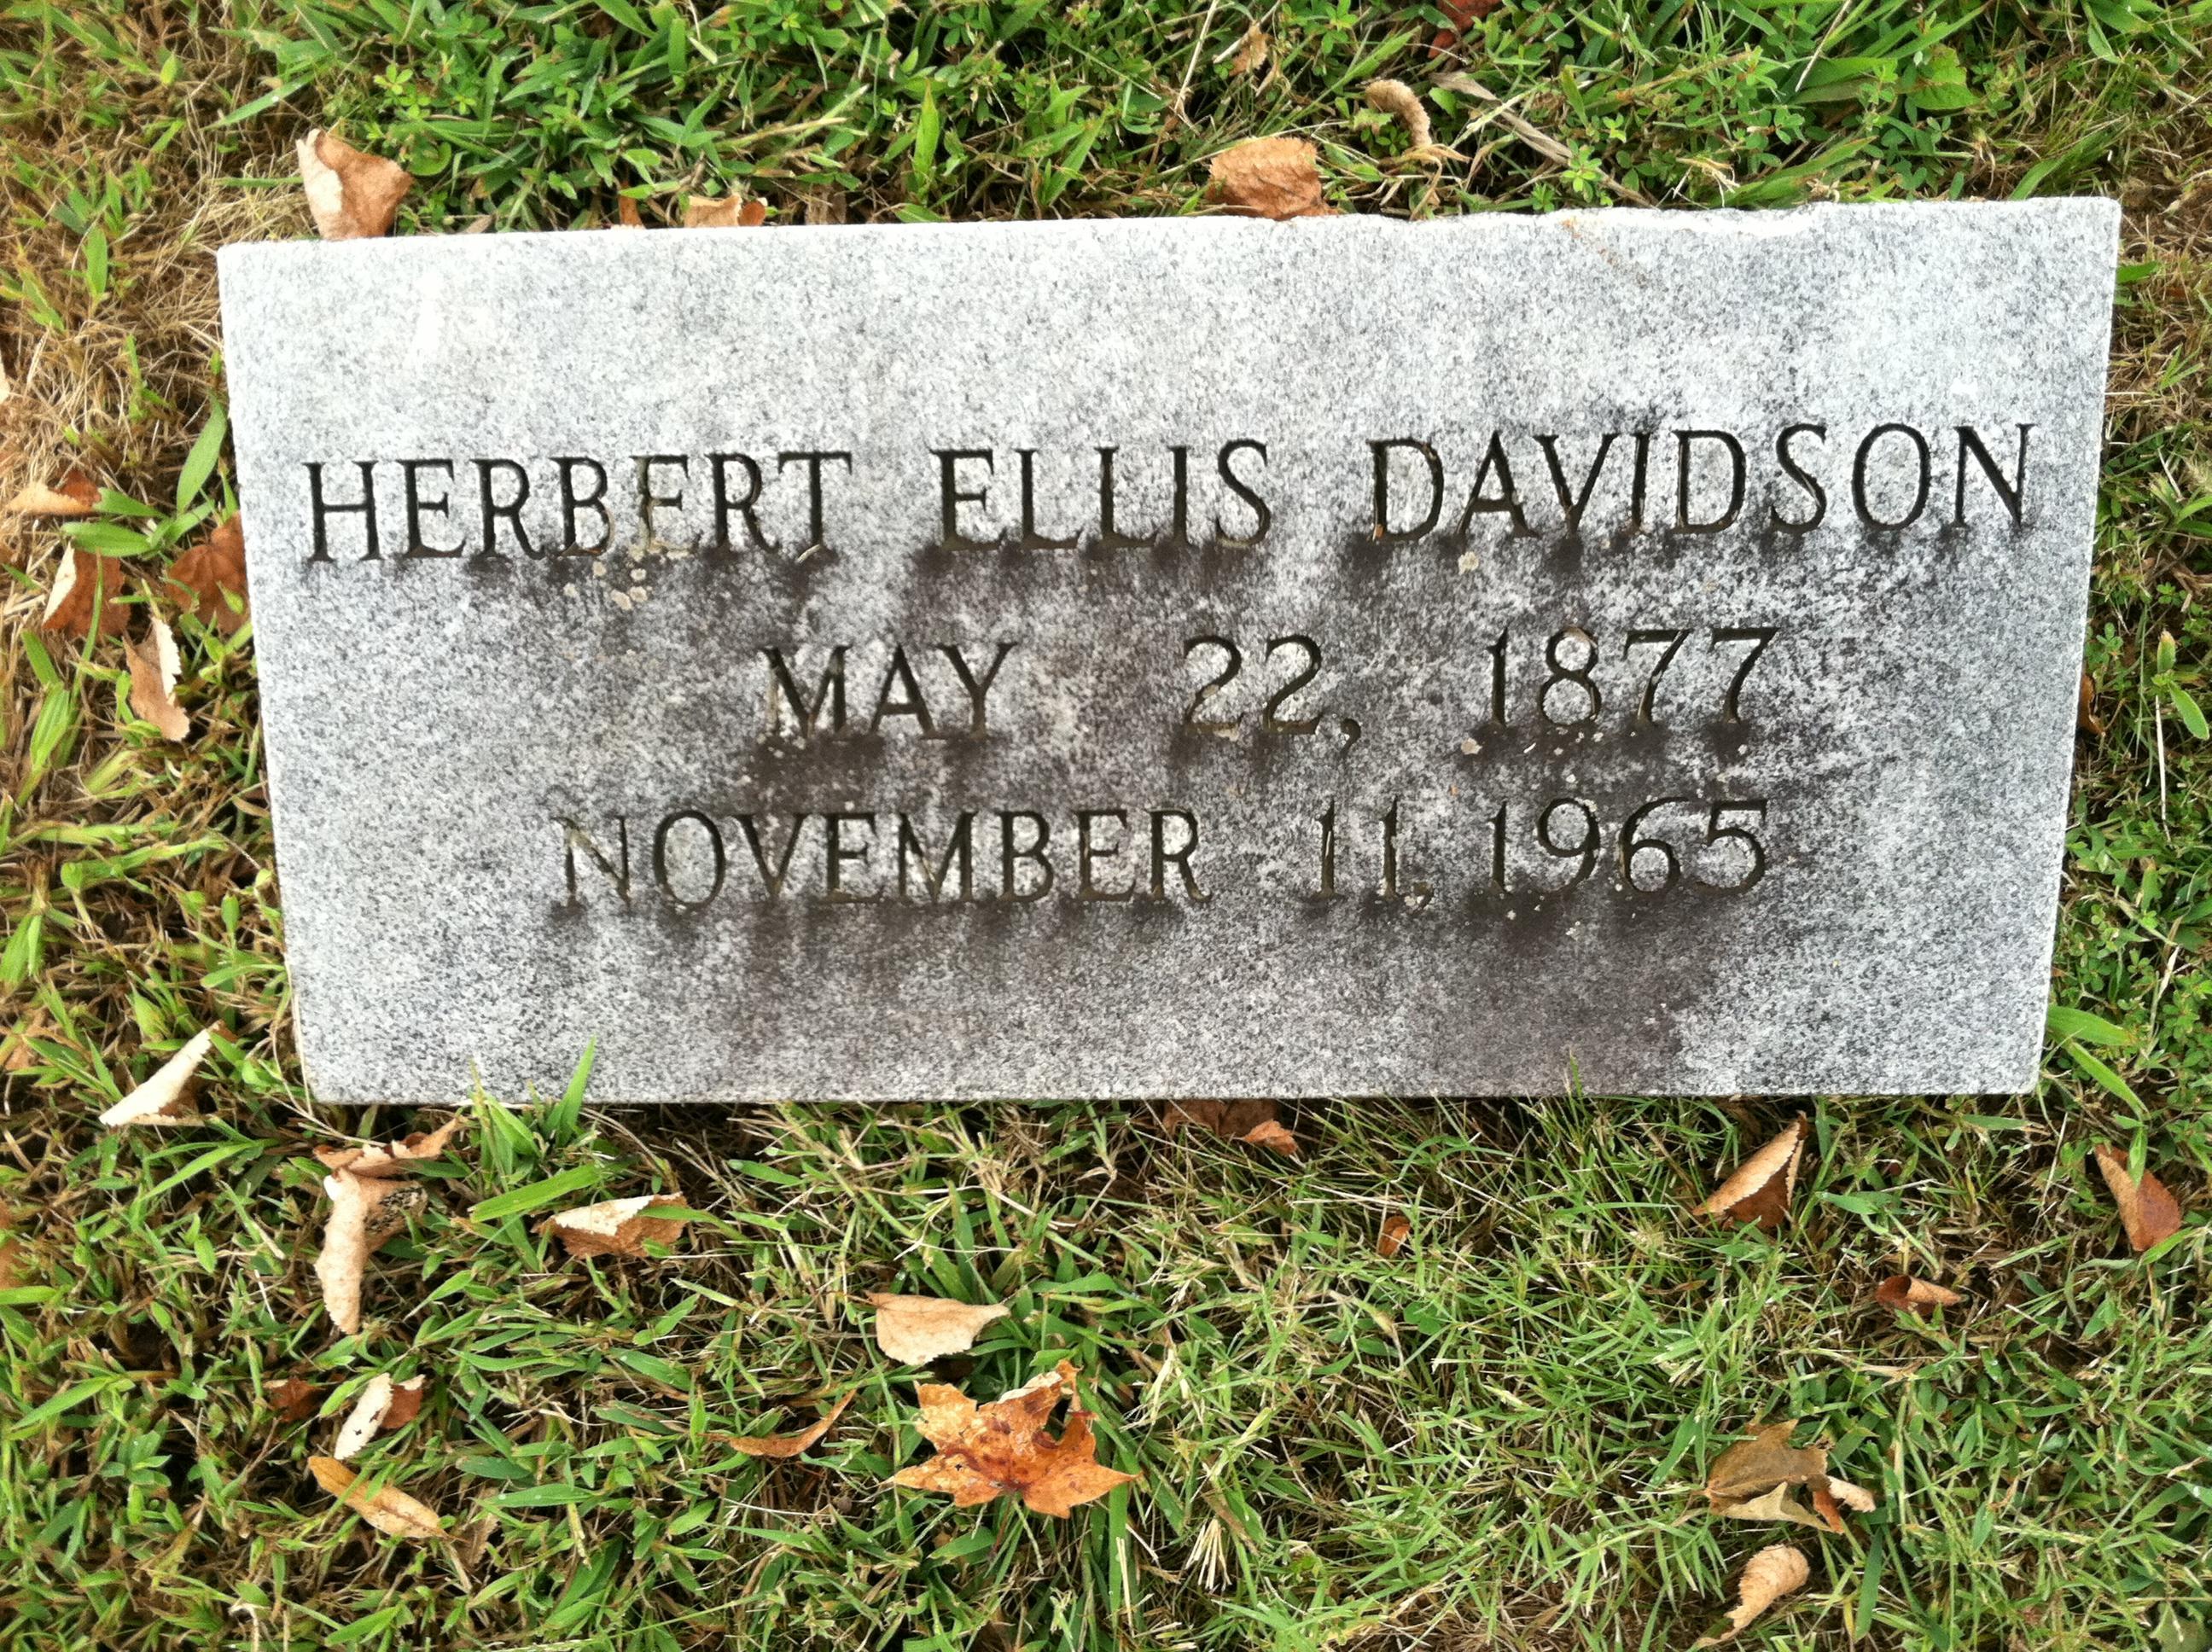 HERBERT ELLIS DAVIDSON
MAY 22, 1877
NOVEMBER 11, 1965